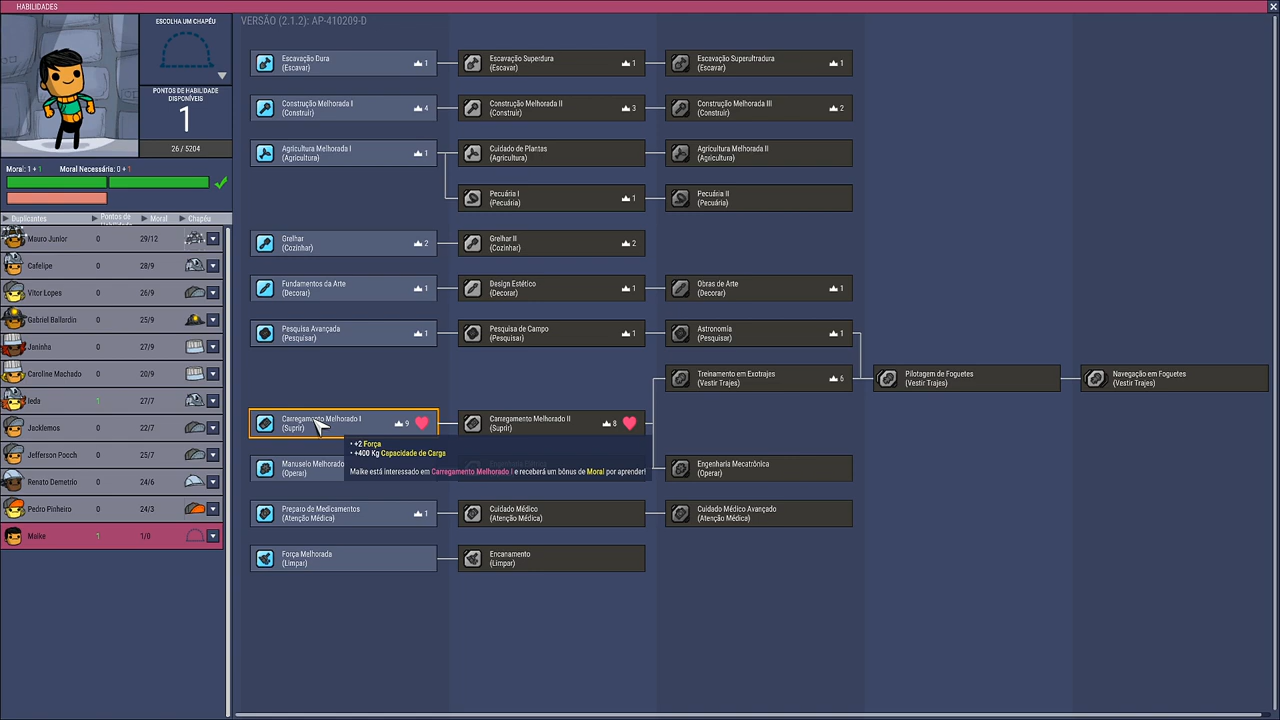 HABILIDADES
ESCOLHA UM CHAPÉU
PONTOS DE HABILIDADE
DISPONÍVEIS
1
26 / 5204
Moral: 1 + 1 Moral Necessária: 0 + 1
Duplicantes Pontos de Moral Chapéu
Mauro Junior 0 29/12
Cafelipe 0 28/9
Vitor Lopes 0 26/9
Gabriel Ballardin 0 25/9
Janinha 0 27/9
Caroline Machado 0 20/9
Ieda 1 27/7
Jacklemos 0 22/7
Jefferson Pooch 0 25/7
Renato Demetrio 0 24/6
Pedro Pinheiro 0 24/3
Maike 1 1/0
VERSÃO (2.1.2): AP-410209-D
Escavação Dura
(Escavar) 1
Escavação Superdura
(Escavar) 1
Escavação Superultradura
(Escavar) 1
Construção Melhorada I
(Construir) 4
Construção Melhorada II
(Construir) 3
Construção Melhorada III
(Construir) 2
Agricultura Melhorada I
(Agricultura) 1
Cuidado de Plantas
(Agricultura)
Agricultura Melhorada II
(Agricultura)
Pecuária I
(Pecuária) 1
Pecuária II
(Pecuária)
Grelhar
(Cozinhar) 2
Grelhar II
(Cozinhar) 2
Fundamentos da Arte
(Decorar) 1
Design Estético
(Decorar) 1
Obras de Arte
(Decorar) 1
Pesquisa Avançada
(Pesquisar) 1
Pesquisa de Campo
(Pesquisar) 1
Astronomia
(Pesquisar) 1
Treinamento em Exotrajes
(Vestir Trajes) 6
Pilotagem de Foguetes
(Vestir Trajes)
Navegação em Foguetes
(Vestir Trajes)
Carregamento Melhorado I
(Suprir) 9
Carregamento Melhorado II
(Suprir) 8
• +2 Força
• +400 Kg Capacidade de Carga
Maike está interessado em Carregamento Melhorado I e receberá um bônus de Moral por aprender!
Manuseio Melhorado
(Operar)
Engenharia Mecatrônica
(Operar)
Preparo de Medicamentos
(Atenção Médica) 1
Cuidado Médico
(Atenção Médica)
Cuidado Médico Avançado
(Atenção Médica)
Força Melhorada
(Limpar)
Encanamento
(Limpar)